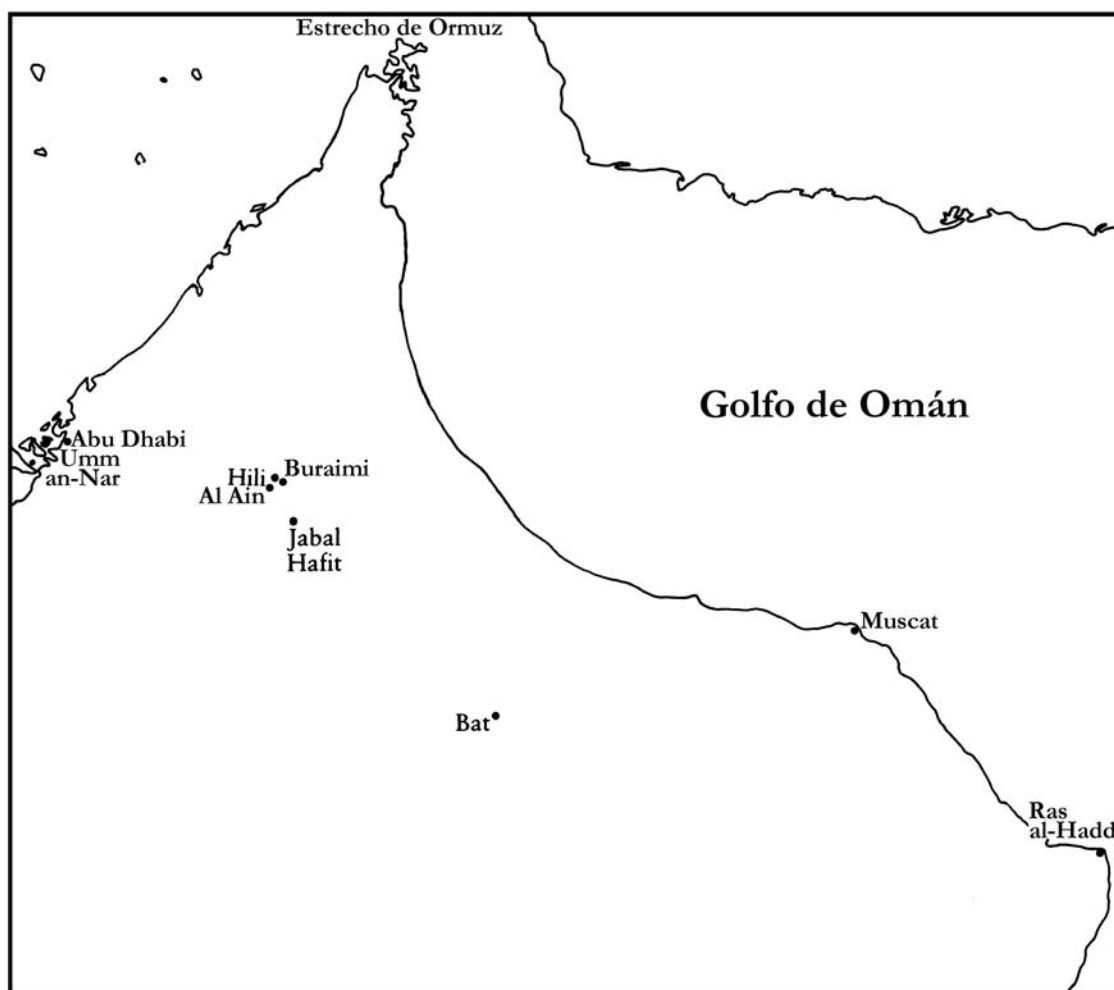 Estrecho de Ormuz
Golfo de Omán
Abu Dhabi
Umm
an-Nar
Hili
Buraimi
Al Ain
Jabal
Hafit
Muscat
Bat
Ras
al-Hadd